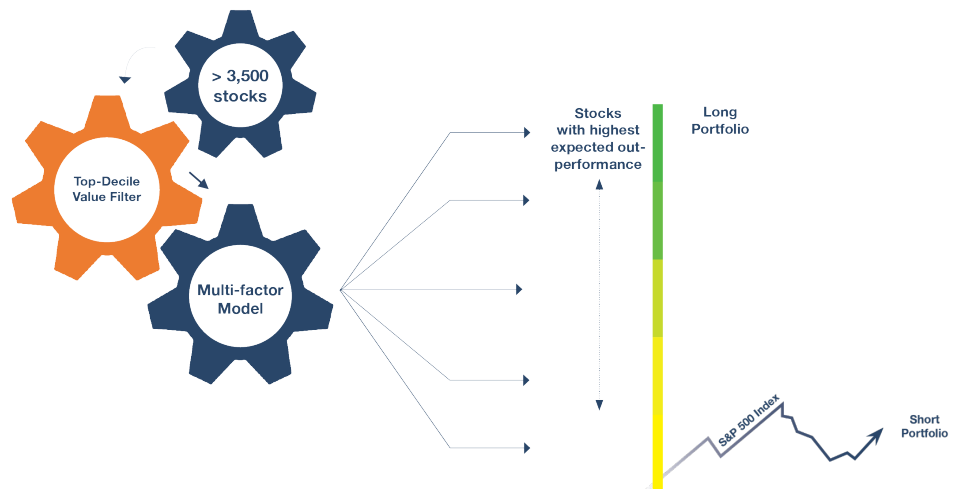 > 3,500
stocks
Top-Decile
Value Filter
Multi-factor
Model
Stocks
with highest
expected out-
performance
Long
Portfolio
S&P 500 Index
Short
Portfolio